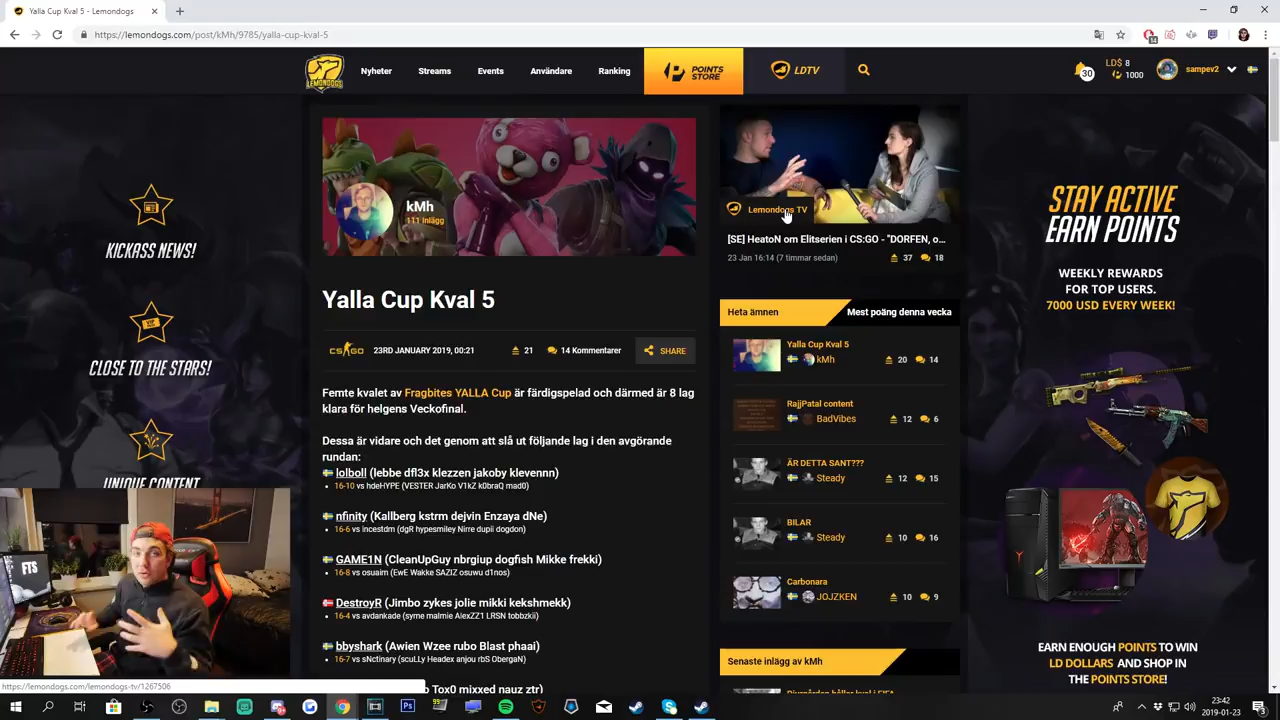 Yalla Cup Kval 5
https://lemondogs.com/post/kMh/9785/yalla-cup-kval-5
14
LEMONDOGS
Nyheter
Streams
Events
Användare
Ranking
POINTS STORE
LDTV
30
LD$ 8
1000
sampev2
KICKASS NEWS!
CLOSE TO THE STARS!
UNIQUE CONTENT
FTS
kMh
111 inlägg
Yalla Cup Kval 5
CS GO
23RD JANUARY 2019, 00:21
21
14 Kommentarer
SHARE
Femte kvalet av Fragbites YALLA Cup är färdigspelad och därmed är 8 lag
klara för helgens Veckofinal.
Dessa är vidare och det genom att slå ut följande lag i den avgörande
rundan:
lolboll (lebbe dfl3x klezzen jakoby klevennn)
16-10 vs hdeHYPE (VESTER JarKo V1kZ k0braQ mad0)
nfinity (Kallberg kstrm dejvin Enzaya dNe)
16-6 vs incestdm (dgR hypesmiley Nirre dupii dogdon)
GAME1N (CleanUpGuy nbrgiup dogfish Mikke frekki)
16-8 vs osuaim (EwE Wakke SAZIZ osuwu d1nos)
DestroyR (Jimbo zykes jolie mikki kekshmekk)
16-4 vs avdankade (syme malmie AlexZZ1 LRSN tobbzkii)
bbyshark (Awien Wzee rubo Blast phaai)
16-7 vs sNctinary (scuLLy Headex anjou rbS ObergaN)
Tox0 mixxed nauz ztr)
Lemondogs TV
[SE] HeatoN om Elitserien i CS:GO - "DORFEN, o...
23 Jan 16:14 (7 timmar sedan)
37
18
Heta ämnen
Mest poäng denna vecka
Yalla Cup Kval 5
kMh
20
14
RajjPatal content
BadVibes
12
6
ÄR DETTA SANT???
Steady
12
15
BILAR
Steady
10
16
Carbonara
JOJZKEN
10
9
Senaste inlägg av kMh
Djurgården håller kval i FIFA
STAY ACTIVE
EARN POINTS
WEEKLY REWARDS
FOR TOP USERS.
7000 USD EVERY WEEK!
EARN ENOUGH POINTS TO WIN
LD DOLLARS AND SHOP IN
THE POINTS STORE!
https://lemondogs.com/lemondogs-tv/1267506
23:42
2019-01-23
3